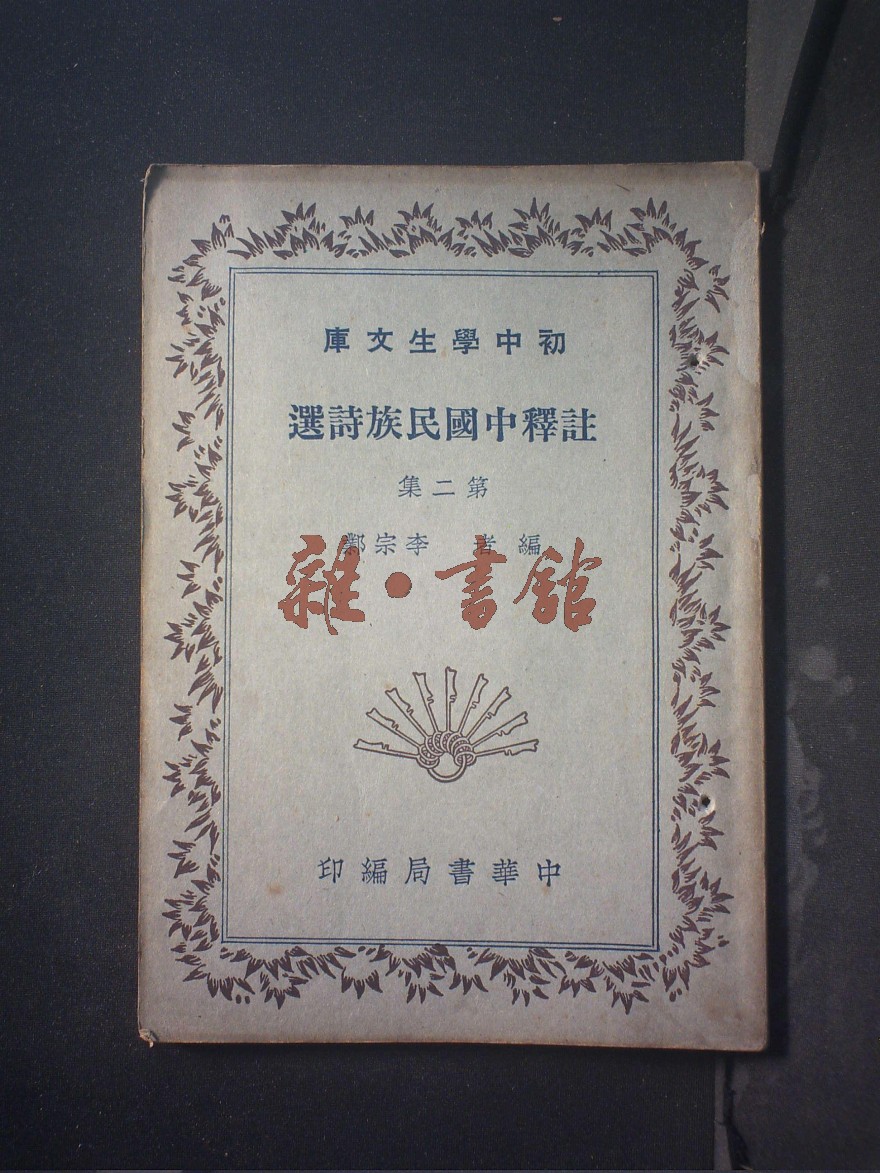 初中學生文庫
註釋中國民族詩選
第二集
編者 李宗鄴
雜·書館
中華書局編印